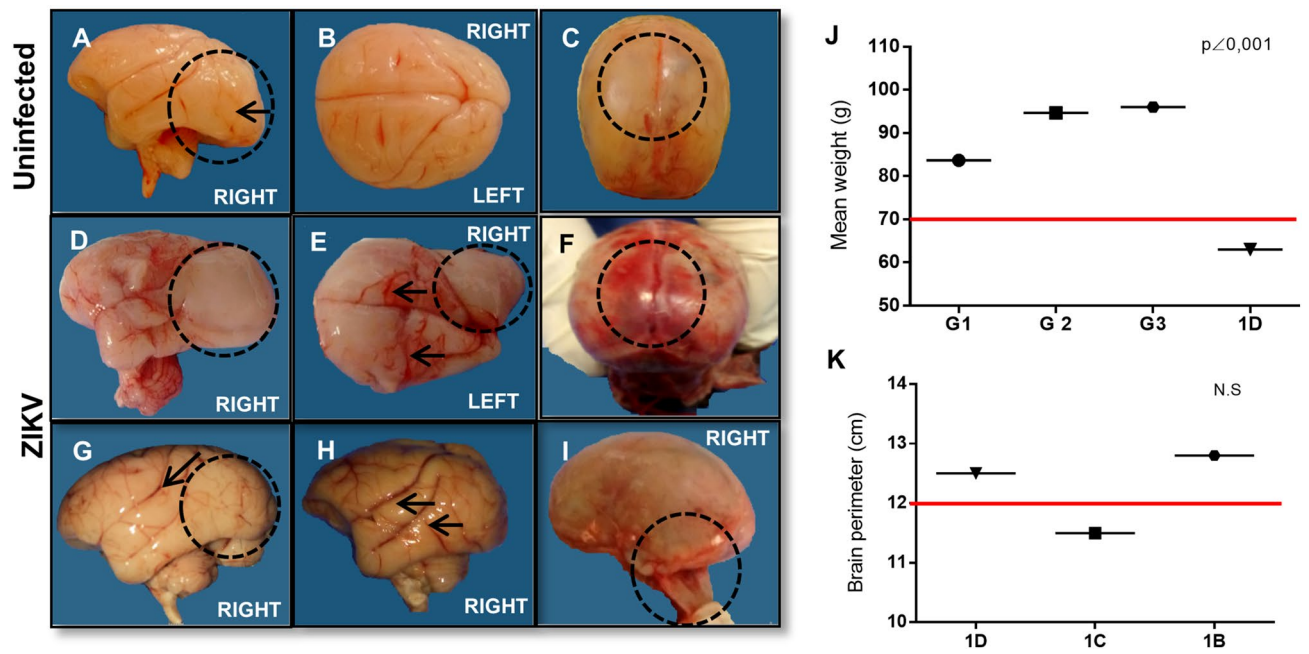 Uninfected
A
RIGHT
B
RIGHT
LEFT
C
ZIKV
D
RIGHT
E
RIGHT
LEFT
F
G
RIGHT
H
RIGHT
I
RIGHT
J
p∠0,001
Mean weight (g)
110
100
90
80
70
60
50
G1
G 2
G3
1D
K
N.S
Brain perimeter (cm)
14
13
12
11
10
1D
1C
1B